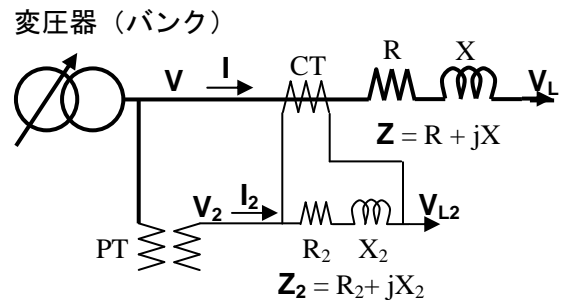 変圧器（バンク）
V I CT R X VL
Z = R + jX
V2 I2 VL2
PT R2 X2
Z2 = R2+ jX2